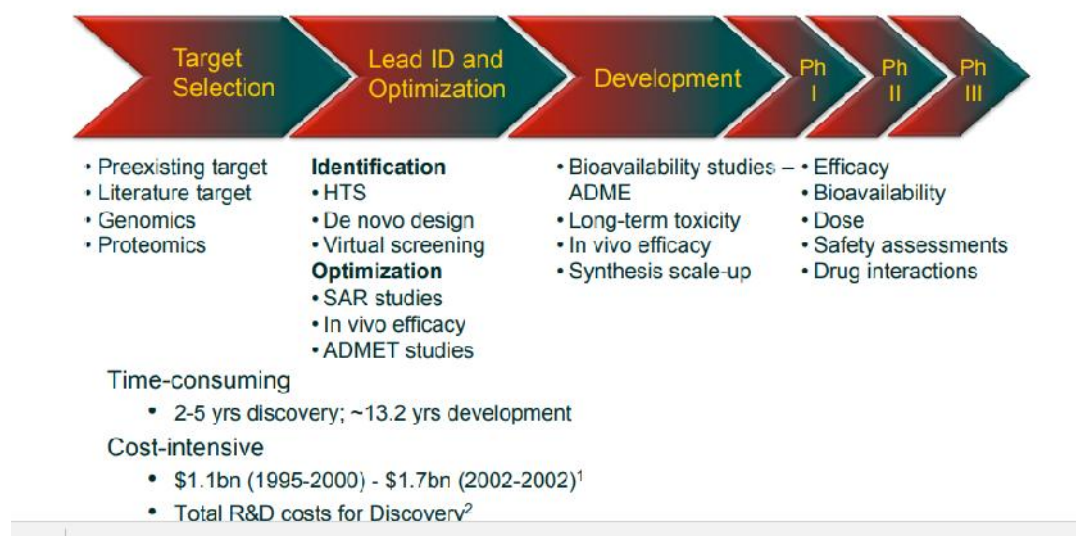 Target
Selection
Lead ID and
Optimization
Development
Ph
I
Ph
II
Ph
III
• Preexisting target
• Literature target
• Genomics
• Proteomics
Identification
• HTS
• De novo design
• Virtual screening
Optimization
• SAR studies
• In vivo efficacy
• ADMET studies
• Bioavailability studies –
ADME
• Long-term toxicity
• In vivo efficacy
• Synthesis scale-up
• Efficacy
• Bioavailability
• Dose
• Safety assessments
• Drug interactions
Time-consuming
• 2-5 yrs discovery; ~13.2 yrs development
Cost-intensive
• $1.1bn (1995-2000) - $1.7bn (2002-2002)¹
• Total R&D costs for Discovery²